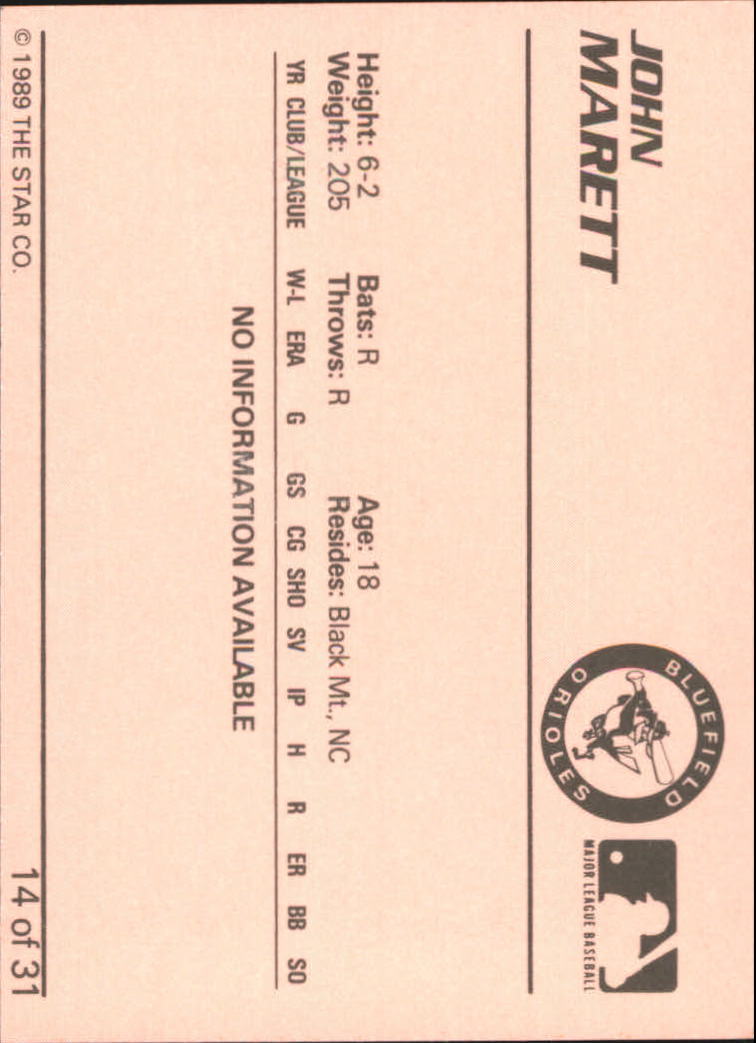 JOHN
MARETT
BLUEFIELD
ORIOLES
MAJOR LEAGUE BASEBALL
Height: 6-2 Bats: R Age: 18
Weight: 205 Throws: R Resides: Black Mt., NC
YR CLUB/LEAGUE W-L ERA G GS CG SHO SV IP H R ER BB SO
NO INFORMATION AVAILABLE
© 1989 THE STAR CO. 14 of 31